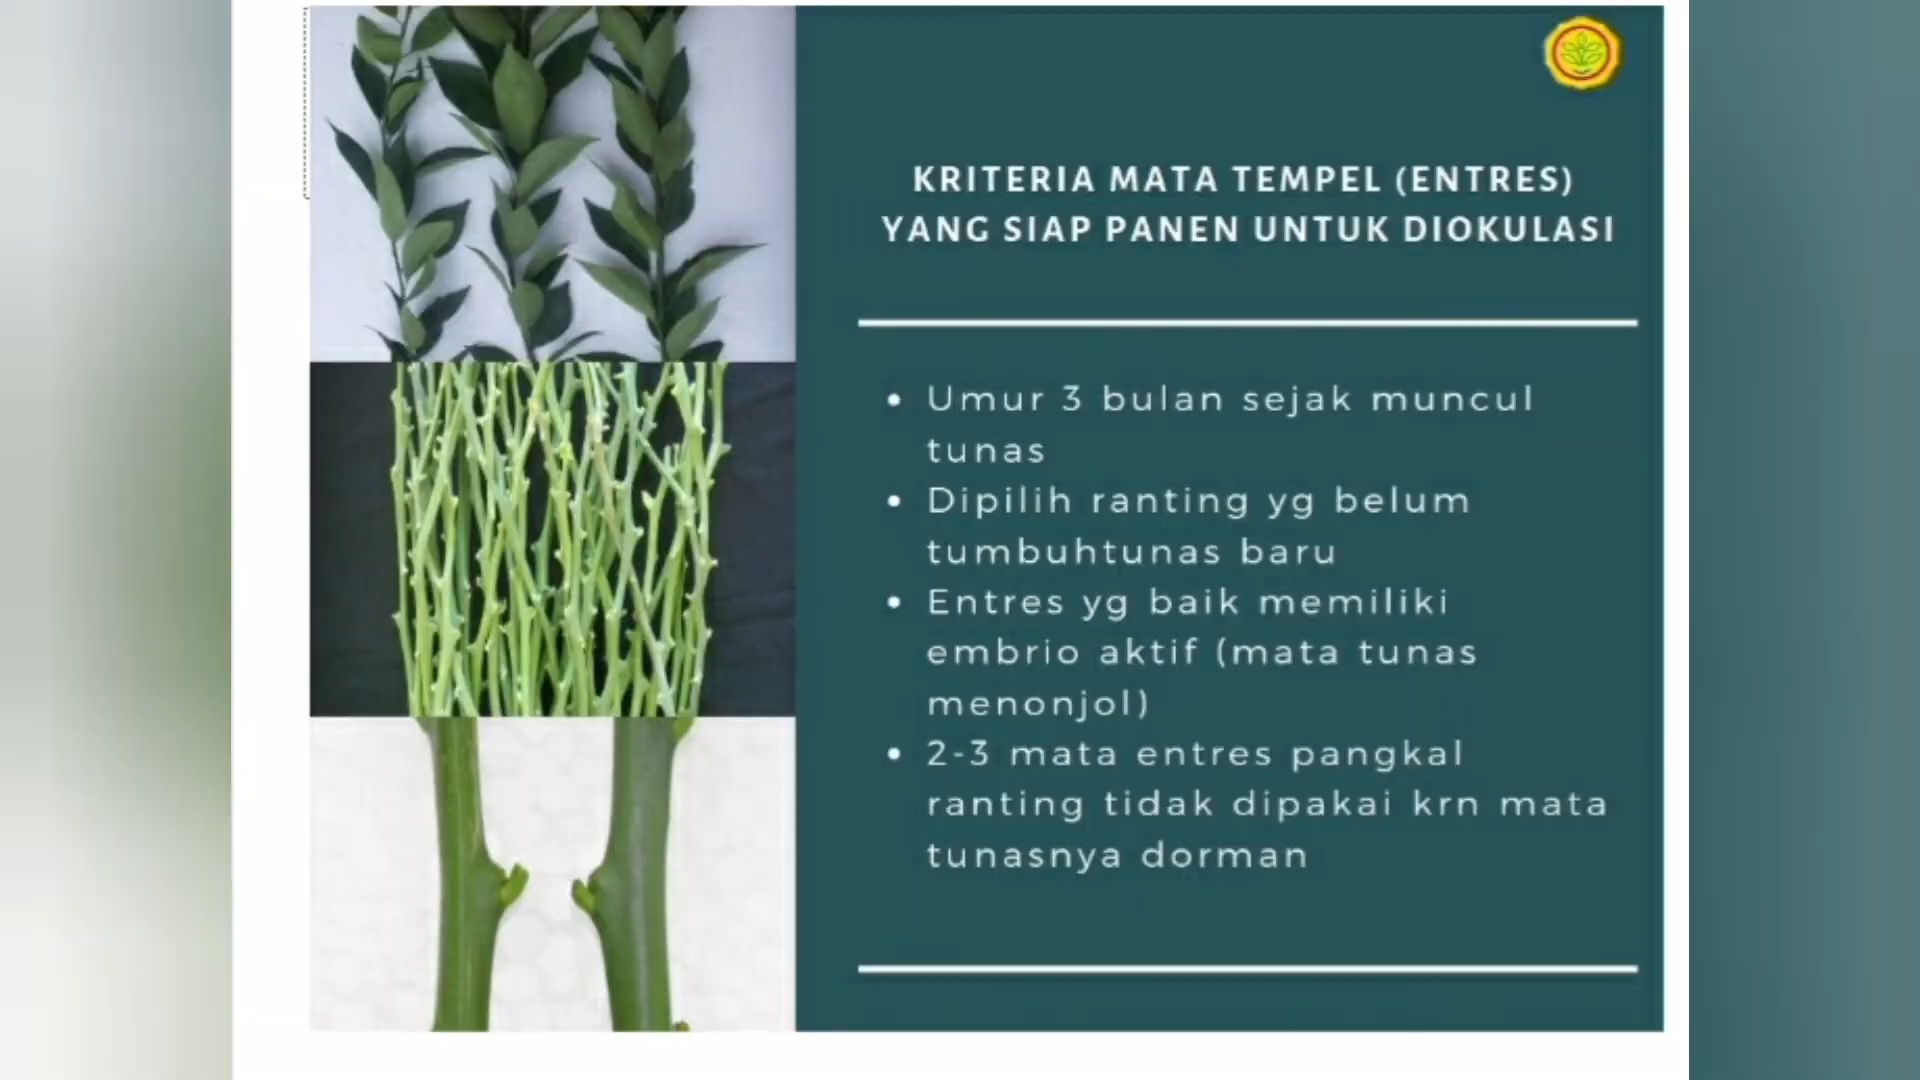 KRITERIA MATA TEMPEL (ENTRES)
YANG SIAP PANEN UNTUK DIOKULASI
• Umur 3 bulan sejak muncul
tunas
• Dipilih ranting yg belum
tumbuhtunas baru
• Entres yg baik memiliki
embrio aktif (mata tunas
menonjol)
• 2-3 mata entres pangkal
ranting tidak dipakai krn mata
tunasnya dorman